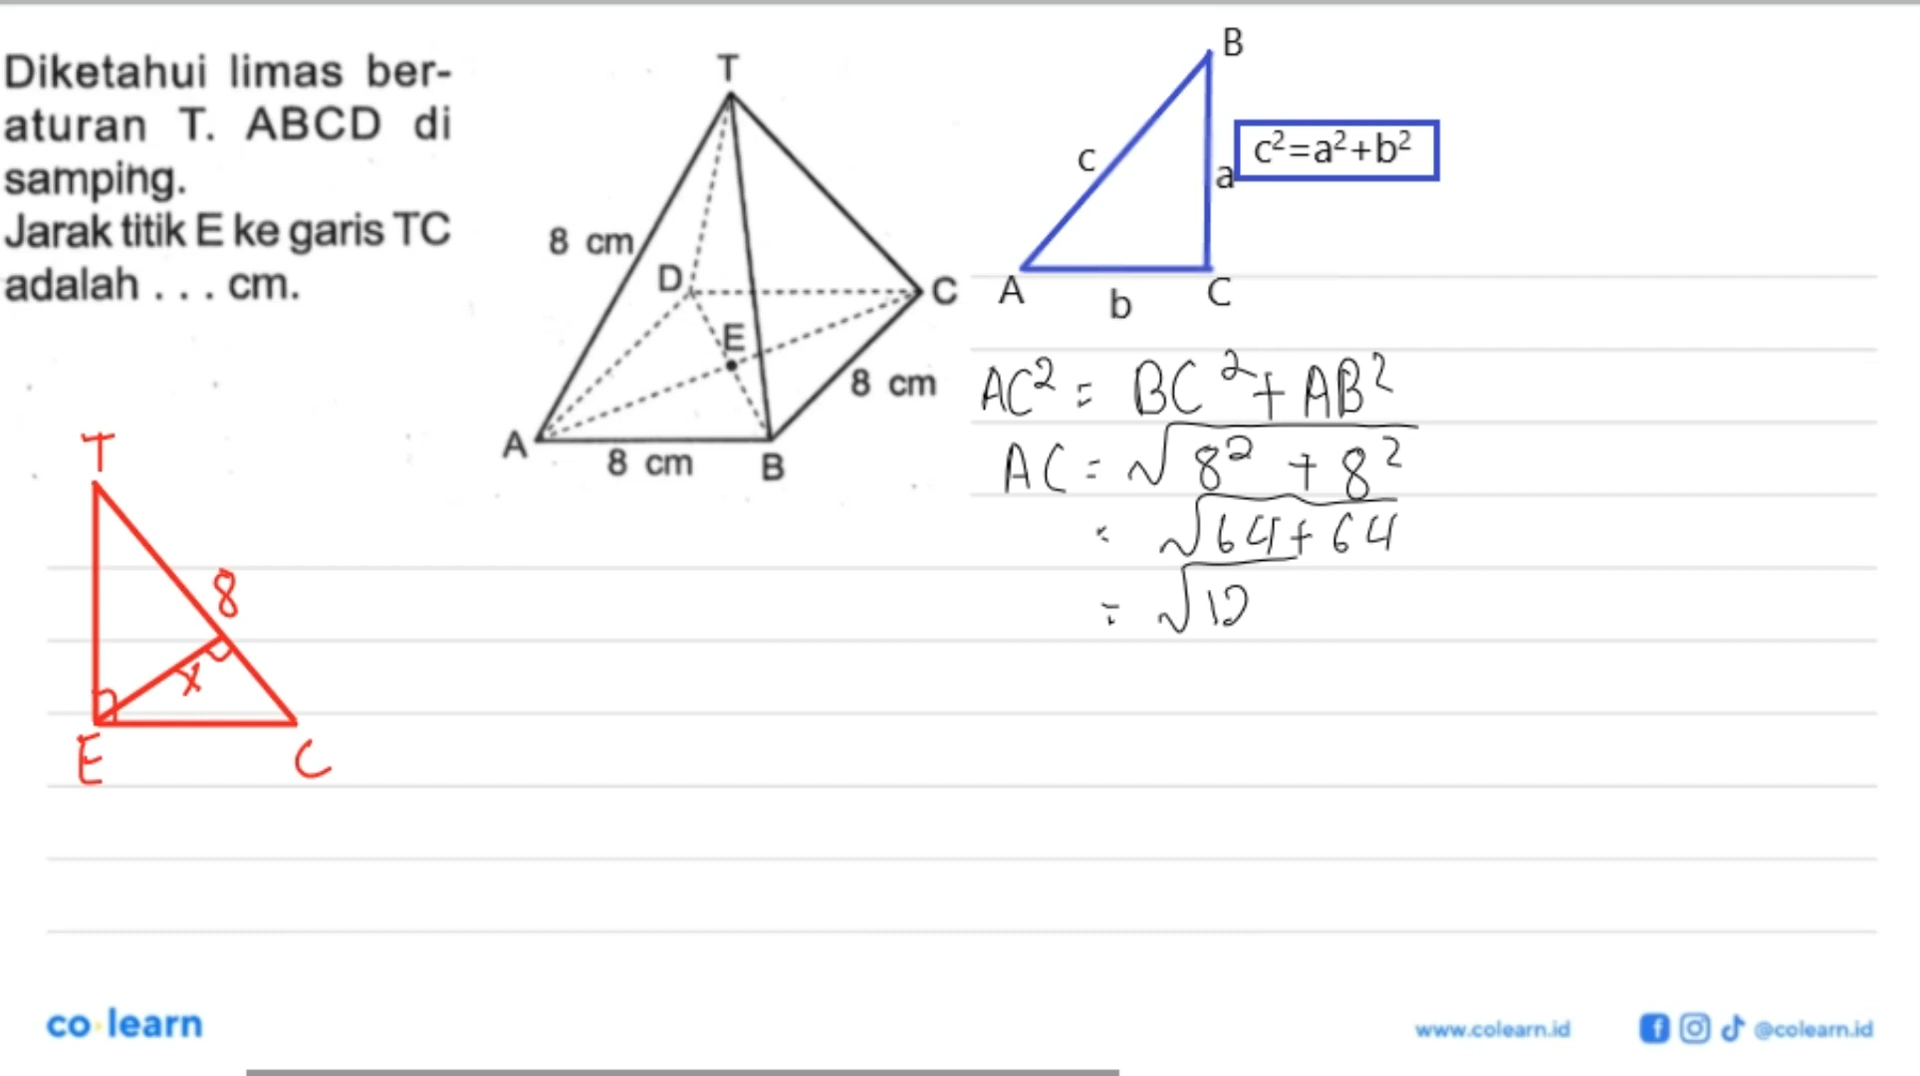 Diketahui limas ber-
aturan T. ABCD di
samping.
Jarak titik E ke garis TC
adalah . . . cm.
T
8 cm
D
C
E
8 cm
A
8 cm
B
B
c
a
c²=a²+b²
A
b
C
AC² = BC² + AB²
AC = √8² + 8²
= √64 + 64
= √12
T
8
x
E
C
co learn
www.colearn.id
@colearn.id